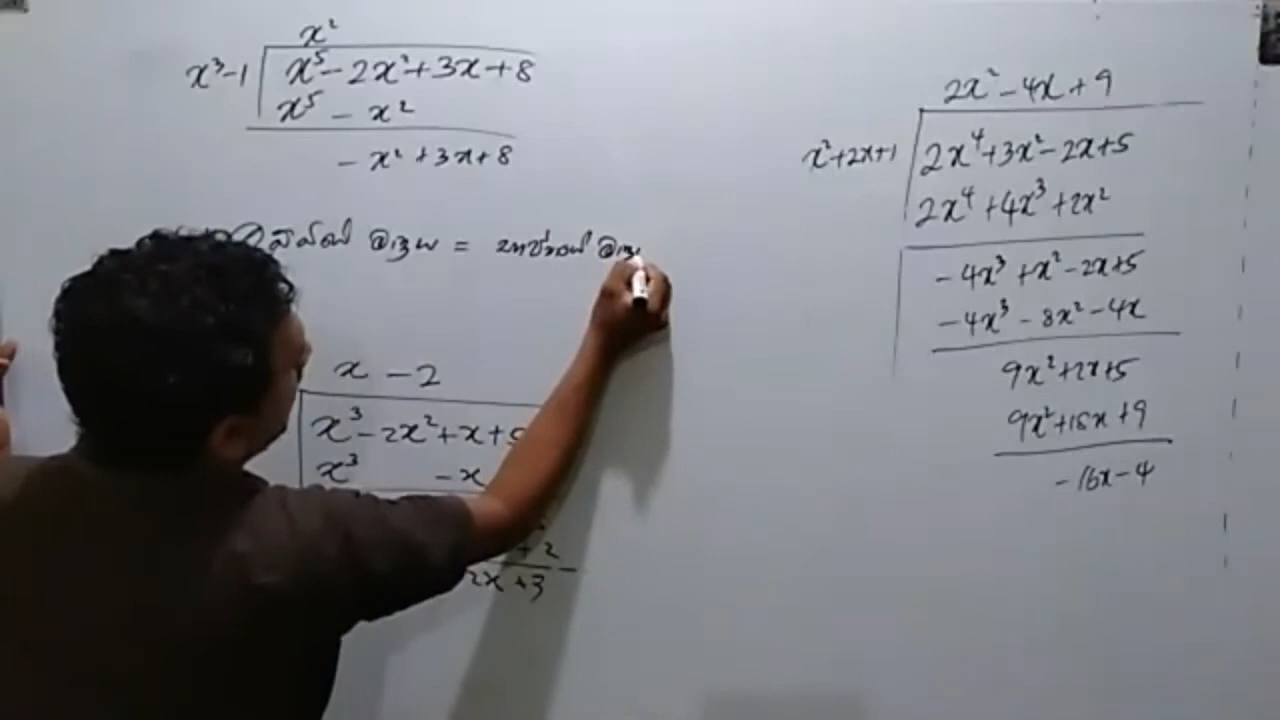 x²
x³-1 | x⁵ - 2x² + 3x + 8
x⁵ - x²
- x² + 3x + 8
=
x - 2
x³ - 2x² + x + 5
x³ - x
+ 2
2x + 3
2x² - 4x + 9
x²+2x+1 | 2x⁴+3x²-2x+5
2x⁴ +4x³ +2x²
-4x³ +x² -2x+5
-4x³ - 8x² -4x
9x²+2x+5
9x²+18x +9
-16x-4